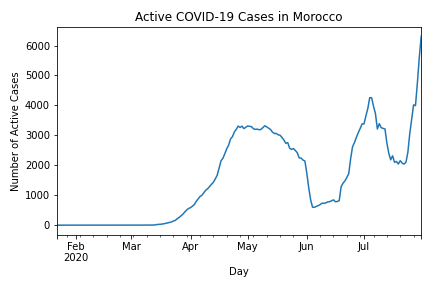 Active COVID-19 Cases in Morocco
Number of Active Cases
6000
5000
4000
3000
2000
1000
0
Feb Mar Apr May Jun Jul
2020
Day